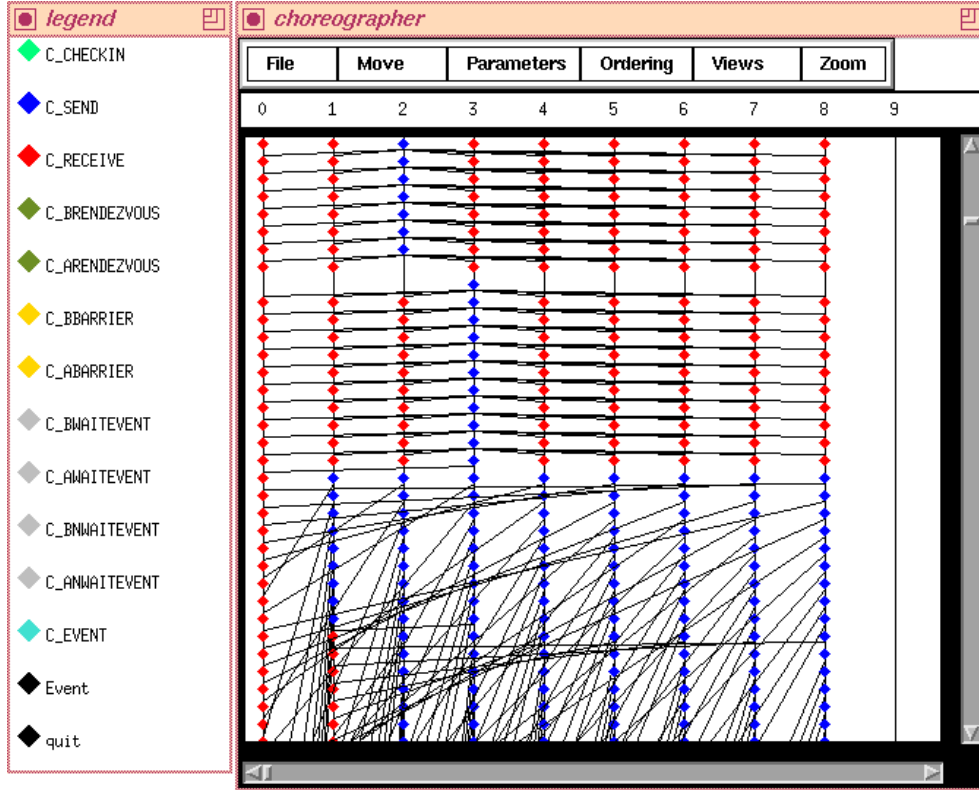 legend
C_CHECKIN
C_SEND
C_RECEIVE
C_BRENDEZVOUS
C_ARENDEZVOUS
C_BBARRIER
C_ABARRIER
C_BWAITEVENT
C_AWAITEVENT
C_BNWAITEVENT
C_ANWAITEVENT
C_EVENT
Event
quit
choreographer
File Move Parameters Ordering Views Zoom
0 1 2 3 4 5 6 7 8 9